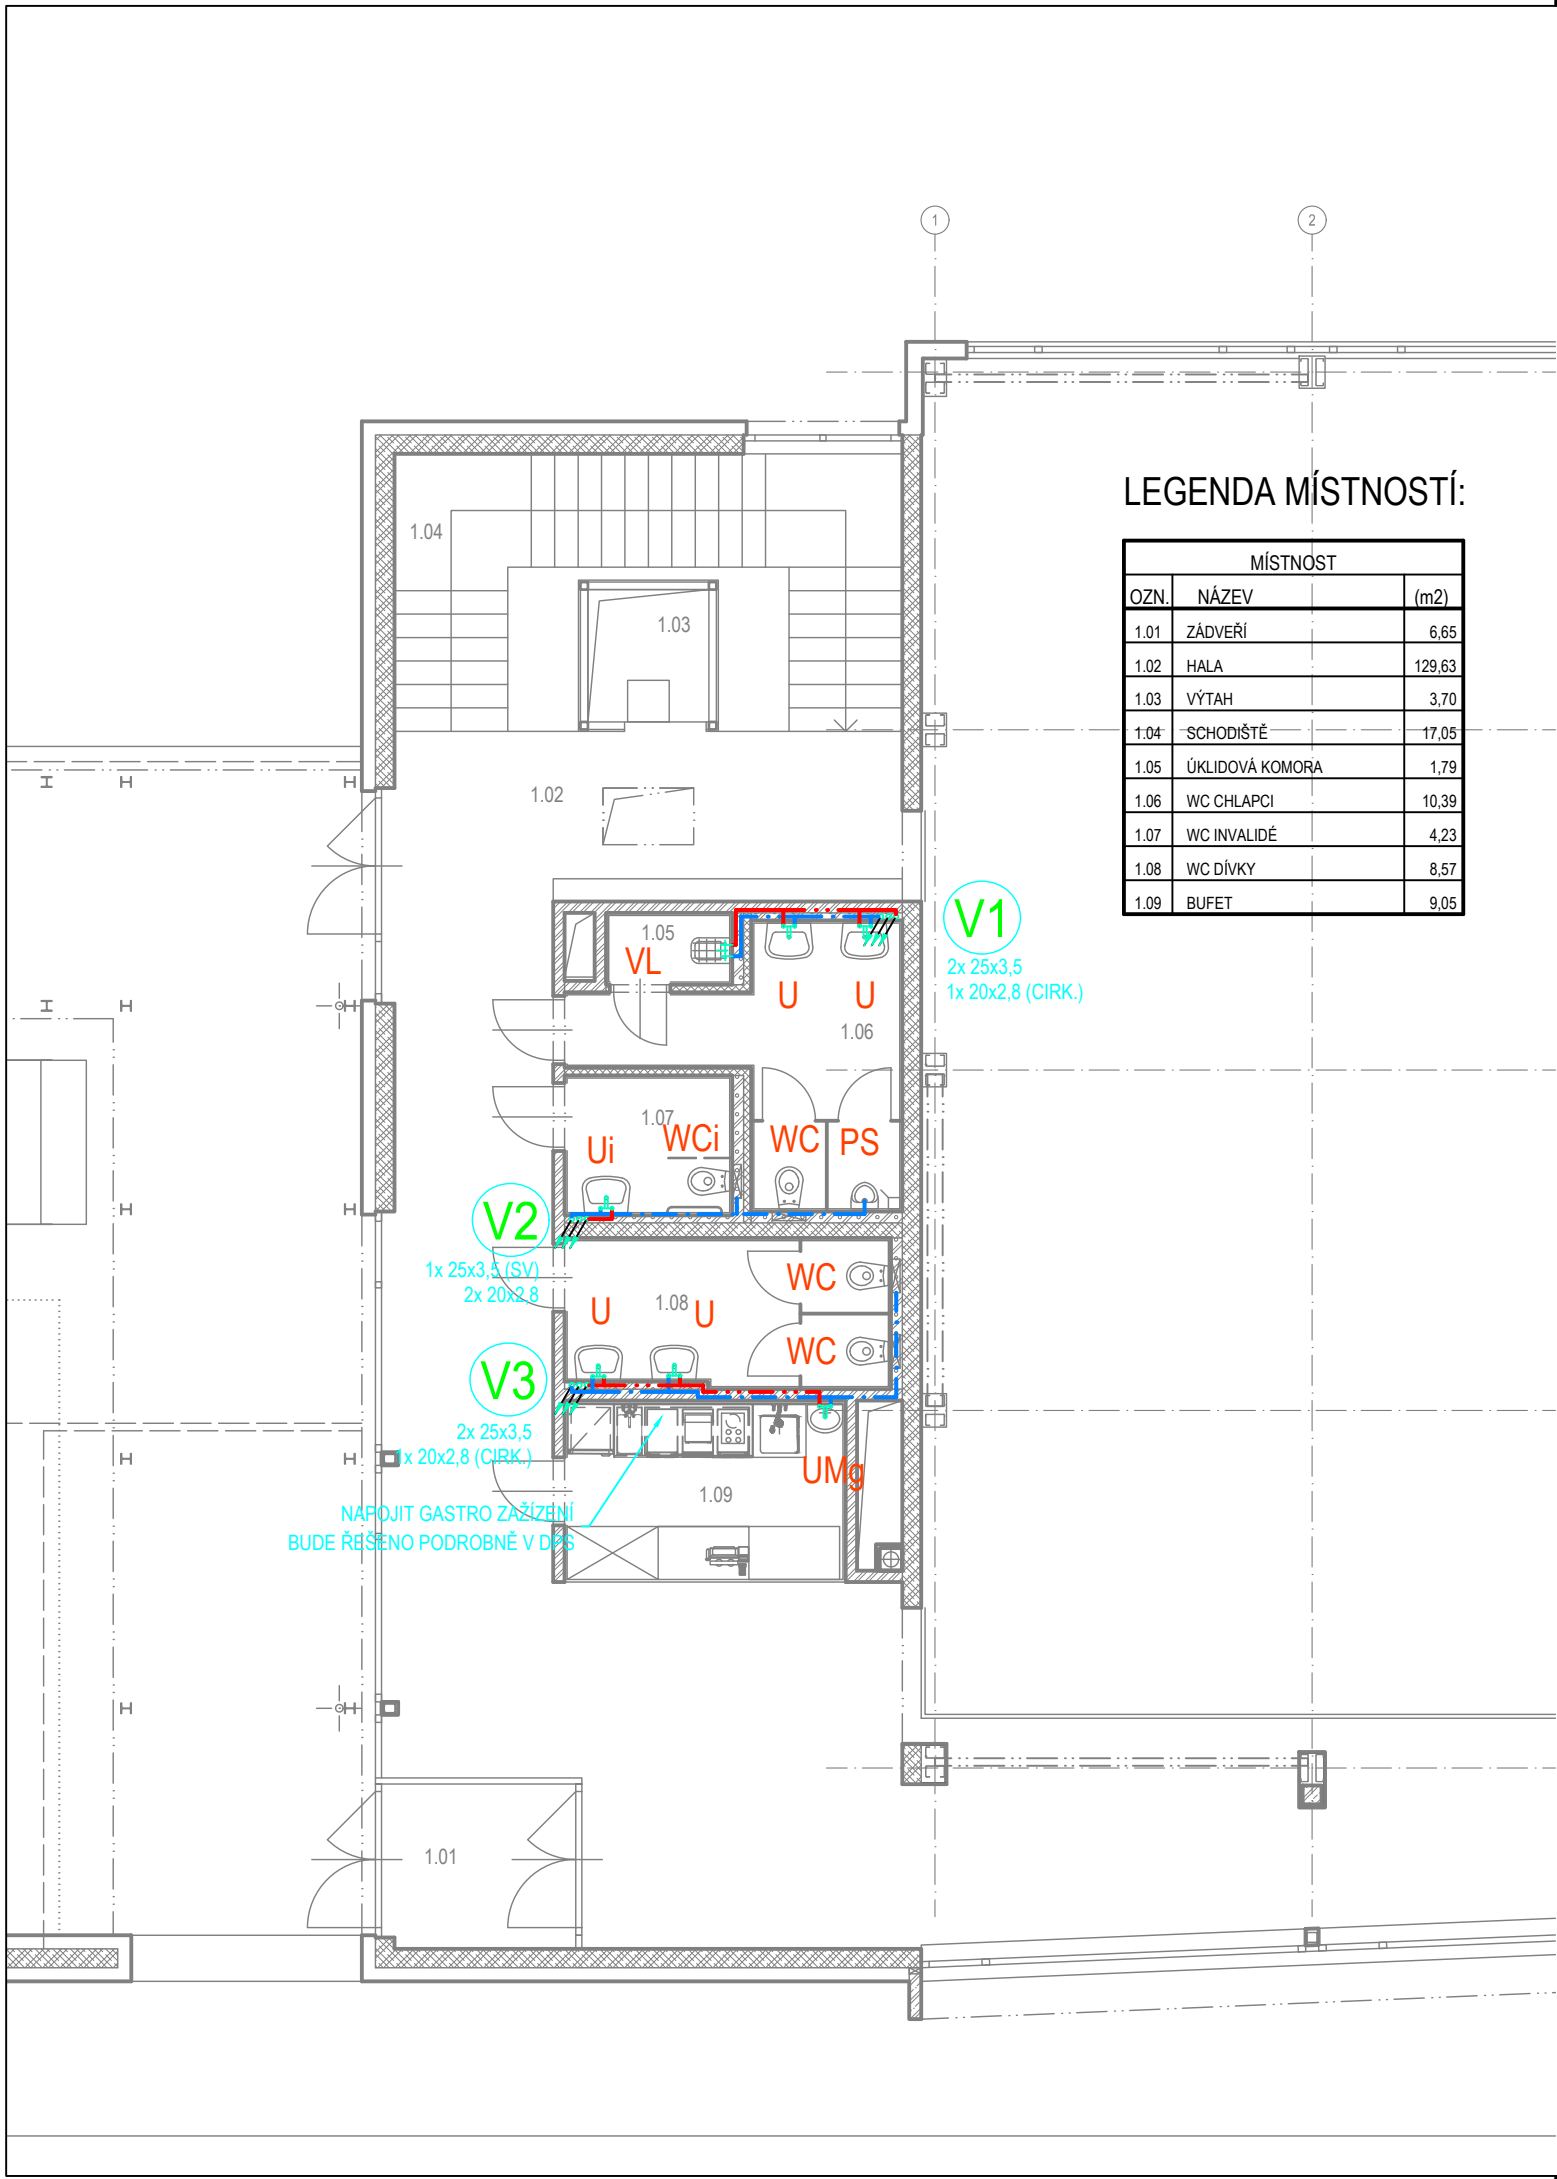 1
2
LEGENDA MÍSTNOSTÍ:
MÍSTNOST
OZN. NÁZEV (m2)
1.01 ZÁDVEŘÍ 6,65
1.02 HALA 129,63
1.03 VÝTAH 3,70
1.04 SCHODIŠTĚ 17,05
1.05 ÚKLIDOVÁ KOMORA 1,79
1.06 WC CHLAPCI 10,39
1.07 WC INVALIDÉ 4,23
1.08 WC DÍVKY 8,57
1.09 BUFET 9,05
1.04
1.03
1.02
1.05
VL
V1
2x 25x3,5
1x 20x2,8 (CIRK.)
U U
1.06
1.07
Ui WCi WC PS
V2
1x 25x3,5 (SV)
2x 20x2,8
WC
U 1.08 U
WC
V3
2x 25x3,5
1x 20x2,8 (CIRK.)
UMg
1.09
NAPOJIT GASTRO ZAŽÍZENÍ
BUDE ŘEŠENO PODROBNĚ V DPS
1.01